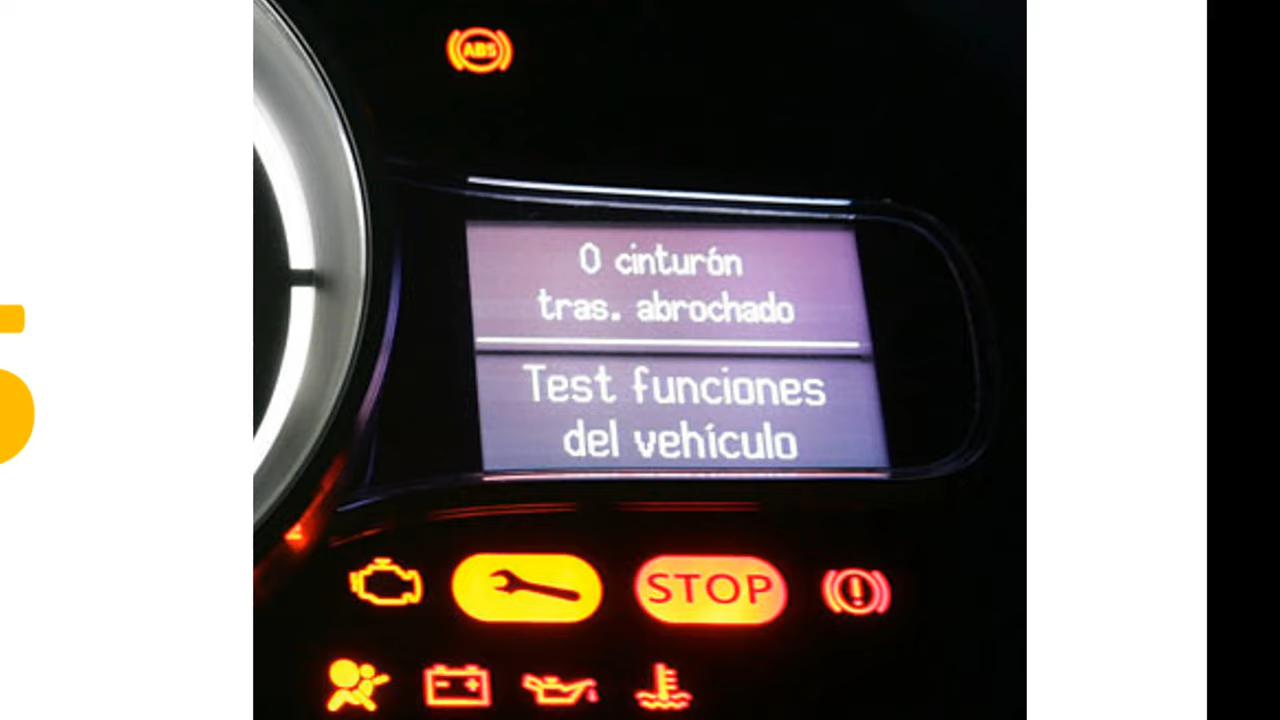 ABS
0 cinturón
tras. abrochado
Test funciones
del vehículo
STOP